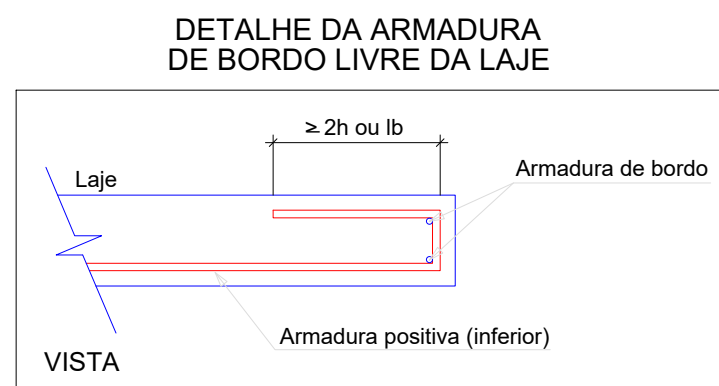 DETALHE DA ARMADURA
DE BORDO LIVRE DA LAJE
≥ 2h ou lb
Laje
Armadura de bordo
Armadura positiva (inferior)
VISTA